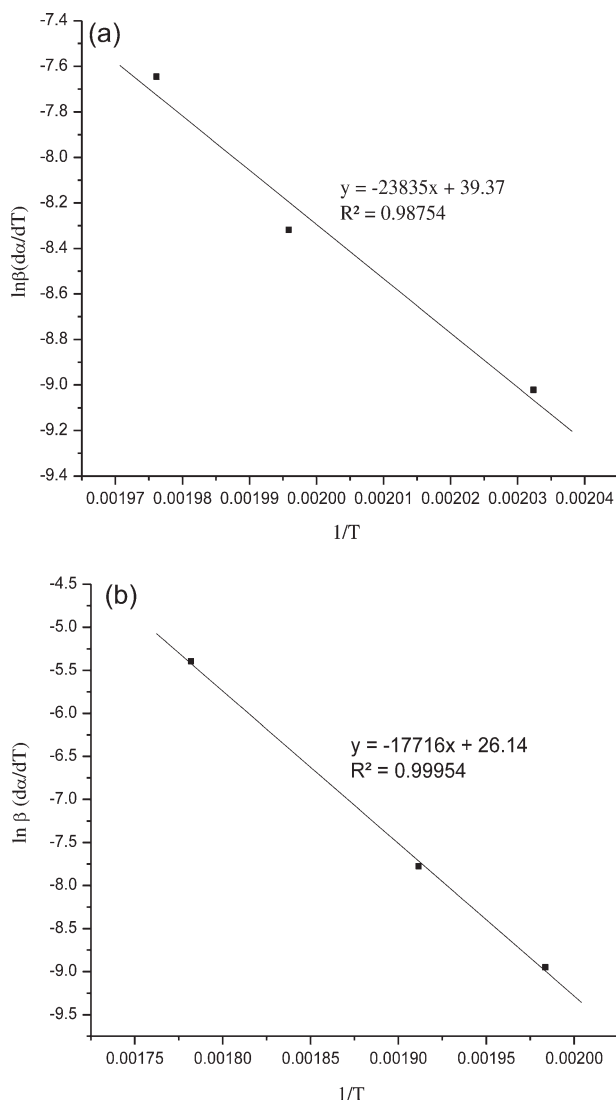 (a)
-7.4
-7.6
-7.8
-8.0
-8.2
-8.4
-8.6
-8.8
-9.0
-9.2
-9.4
lnβ(dα/dT)
y = -23835x + 39.37
R² = 0.98754
0.00197 0.00198 0.00199 0.00200 0.00201 0.00202 0.00203 0.00204
1/T
(b)
-4.5
-5.0
-5.5
-6.0
-6.5
-7.0
-7.5
-8.0
-8.5
-9.0
-9.5
ln β (dα/dT)
y = -17716x + 26.14
R² = 0.99954
0.00175 0.00180 0.00185 0.00190 0.00195 0.00200
1/T